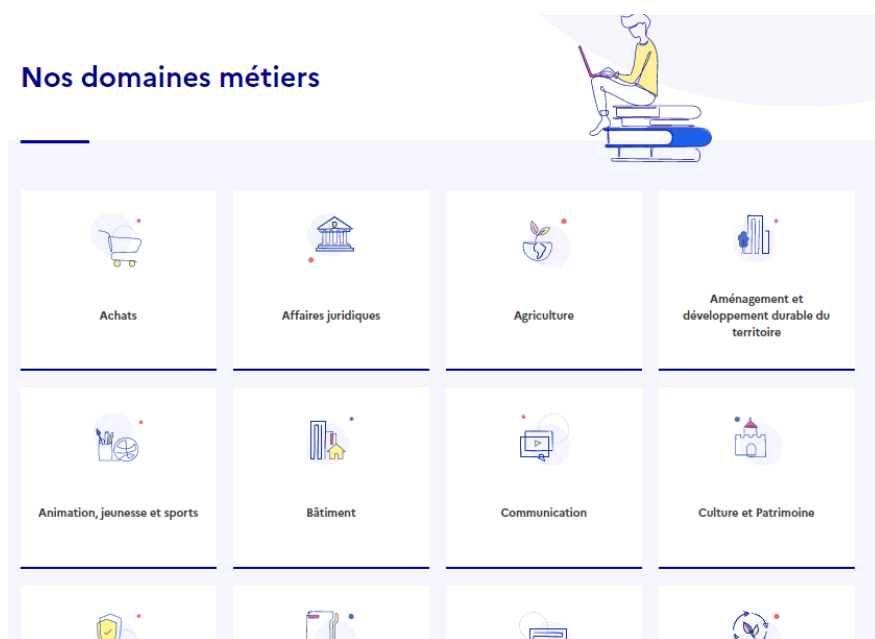 Nos domaines métiers
Achats
Affaires juridiques
Agriculture
Aménagement et
développement durable du
territoire
Animation, jeunesse et sports
Bâtiment
Communication
Culture et Patrimoine